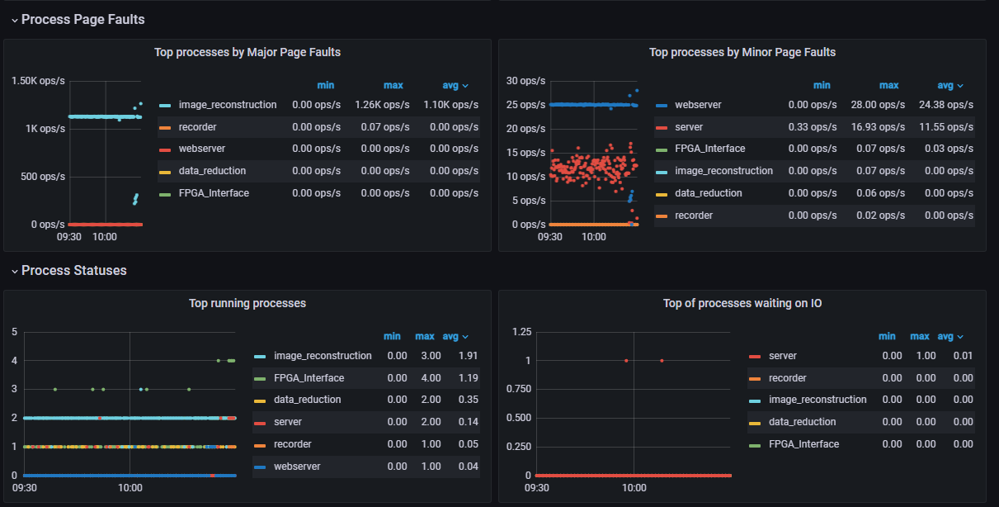 Process Page Faults
Top processes by Major Page Faults
min max avg
1.50K ops/s
1K ops/s
500 ops/s
0 ops/s
09:30 10:00
image_reconstruction 0.00 ops/s 1.26K ops/s 1.10K ops/s
recorder 0.00 ops/s 0.07 ops/s 0.00 ops/s
webserver 0.00 ops/s 0.00 ops/s 0.00 ops/s
data_reduction 0.00 ops/s 0.00 ops/s 0.00 ops/s
FPGA_Interface 0.00 ops/s 0.00 ops/s 0.00 ops/s
Top processes by Minor Page Faults
min max avg
30 ops/s
25 ops/s
20 ops/s
15 ops/s
10 ops/s
5 ops/s
0 ops/s
09:30 10:00
webserver 0.00 ops/s 28.00 ops/s 24.38 ops/s
server 0.33 ops/s 16.93 ops/s 11.55 ops/s
FPGA_Interface 0.00 ops/s 0.07 ops/s 0.03 ops/s
image_reconstruction 0.00 ops/s 0.07 ops/s 0.00 ops/s
data_reduction 0.00 ops/s 0.06 ops/s 0.00 ops/s
recorder 0.00 ops/s 0.02 ops/s 0.00 ops/s
Process Statuses
Top running processes
min max avg
5
4
3
2
1
0
09:30 10:00
image_reconstruction 0.00 3.00 1.91
FPGA_Interface 0.00 4.00 1.19
data_reduction 0.00 2.00 0.35
server 0.00 2.00 0.14
recorder 0.00 1.00 0.05
webserver 0.00 1.00 0.04
Top of processes waiting on IO
min max avg
1.25
1
0.750
0.500
0.250
0
09:30 10:00
server 0.00 1.00 0.01
recorder 0.00 0.00 0.00
image_reconstruction 0.00 0.00 0.00
data_reduction 0.00 0.00 0.00
FPGA_Interface 0.00 0.00 0.00